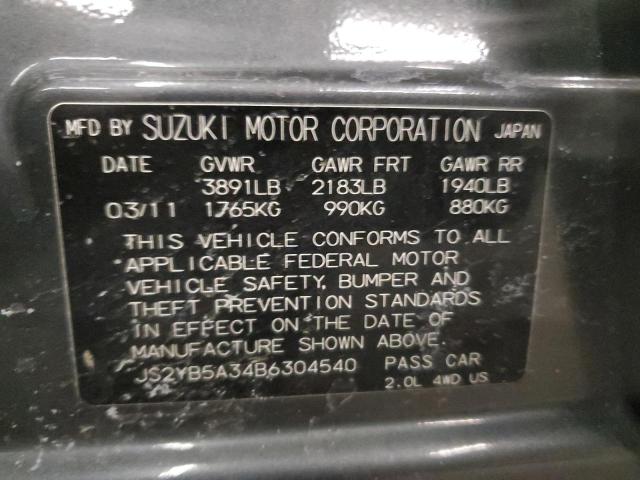 MFD BY SUZUKI MOTOR CORPORATION JAPAN
DATE GVWR GAWR FRT GAWR RR
3891LB 2183LB 1940LB
03/11 1765KG 990KG 880KG
THIS VEHICLE CONFORMS TO ALL
APPLICABLE FEDERAL MOTOR
VEHICLE SAFETY, BUMPER AND
THEFT PREVENTION STANDARDS
IN EFFECT ON THE DATE OF
MANUFACTURE SHOWN ABOVE.
JS2YB5A34B6304540 PASS CAR
2.0L 4WD US